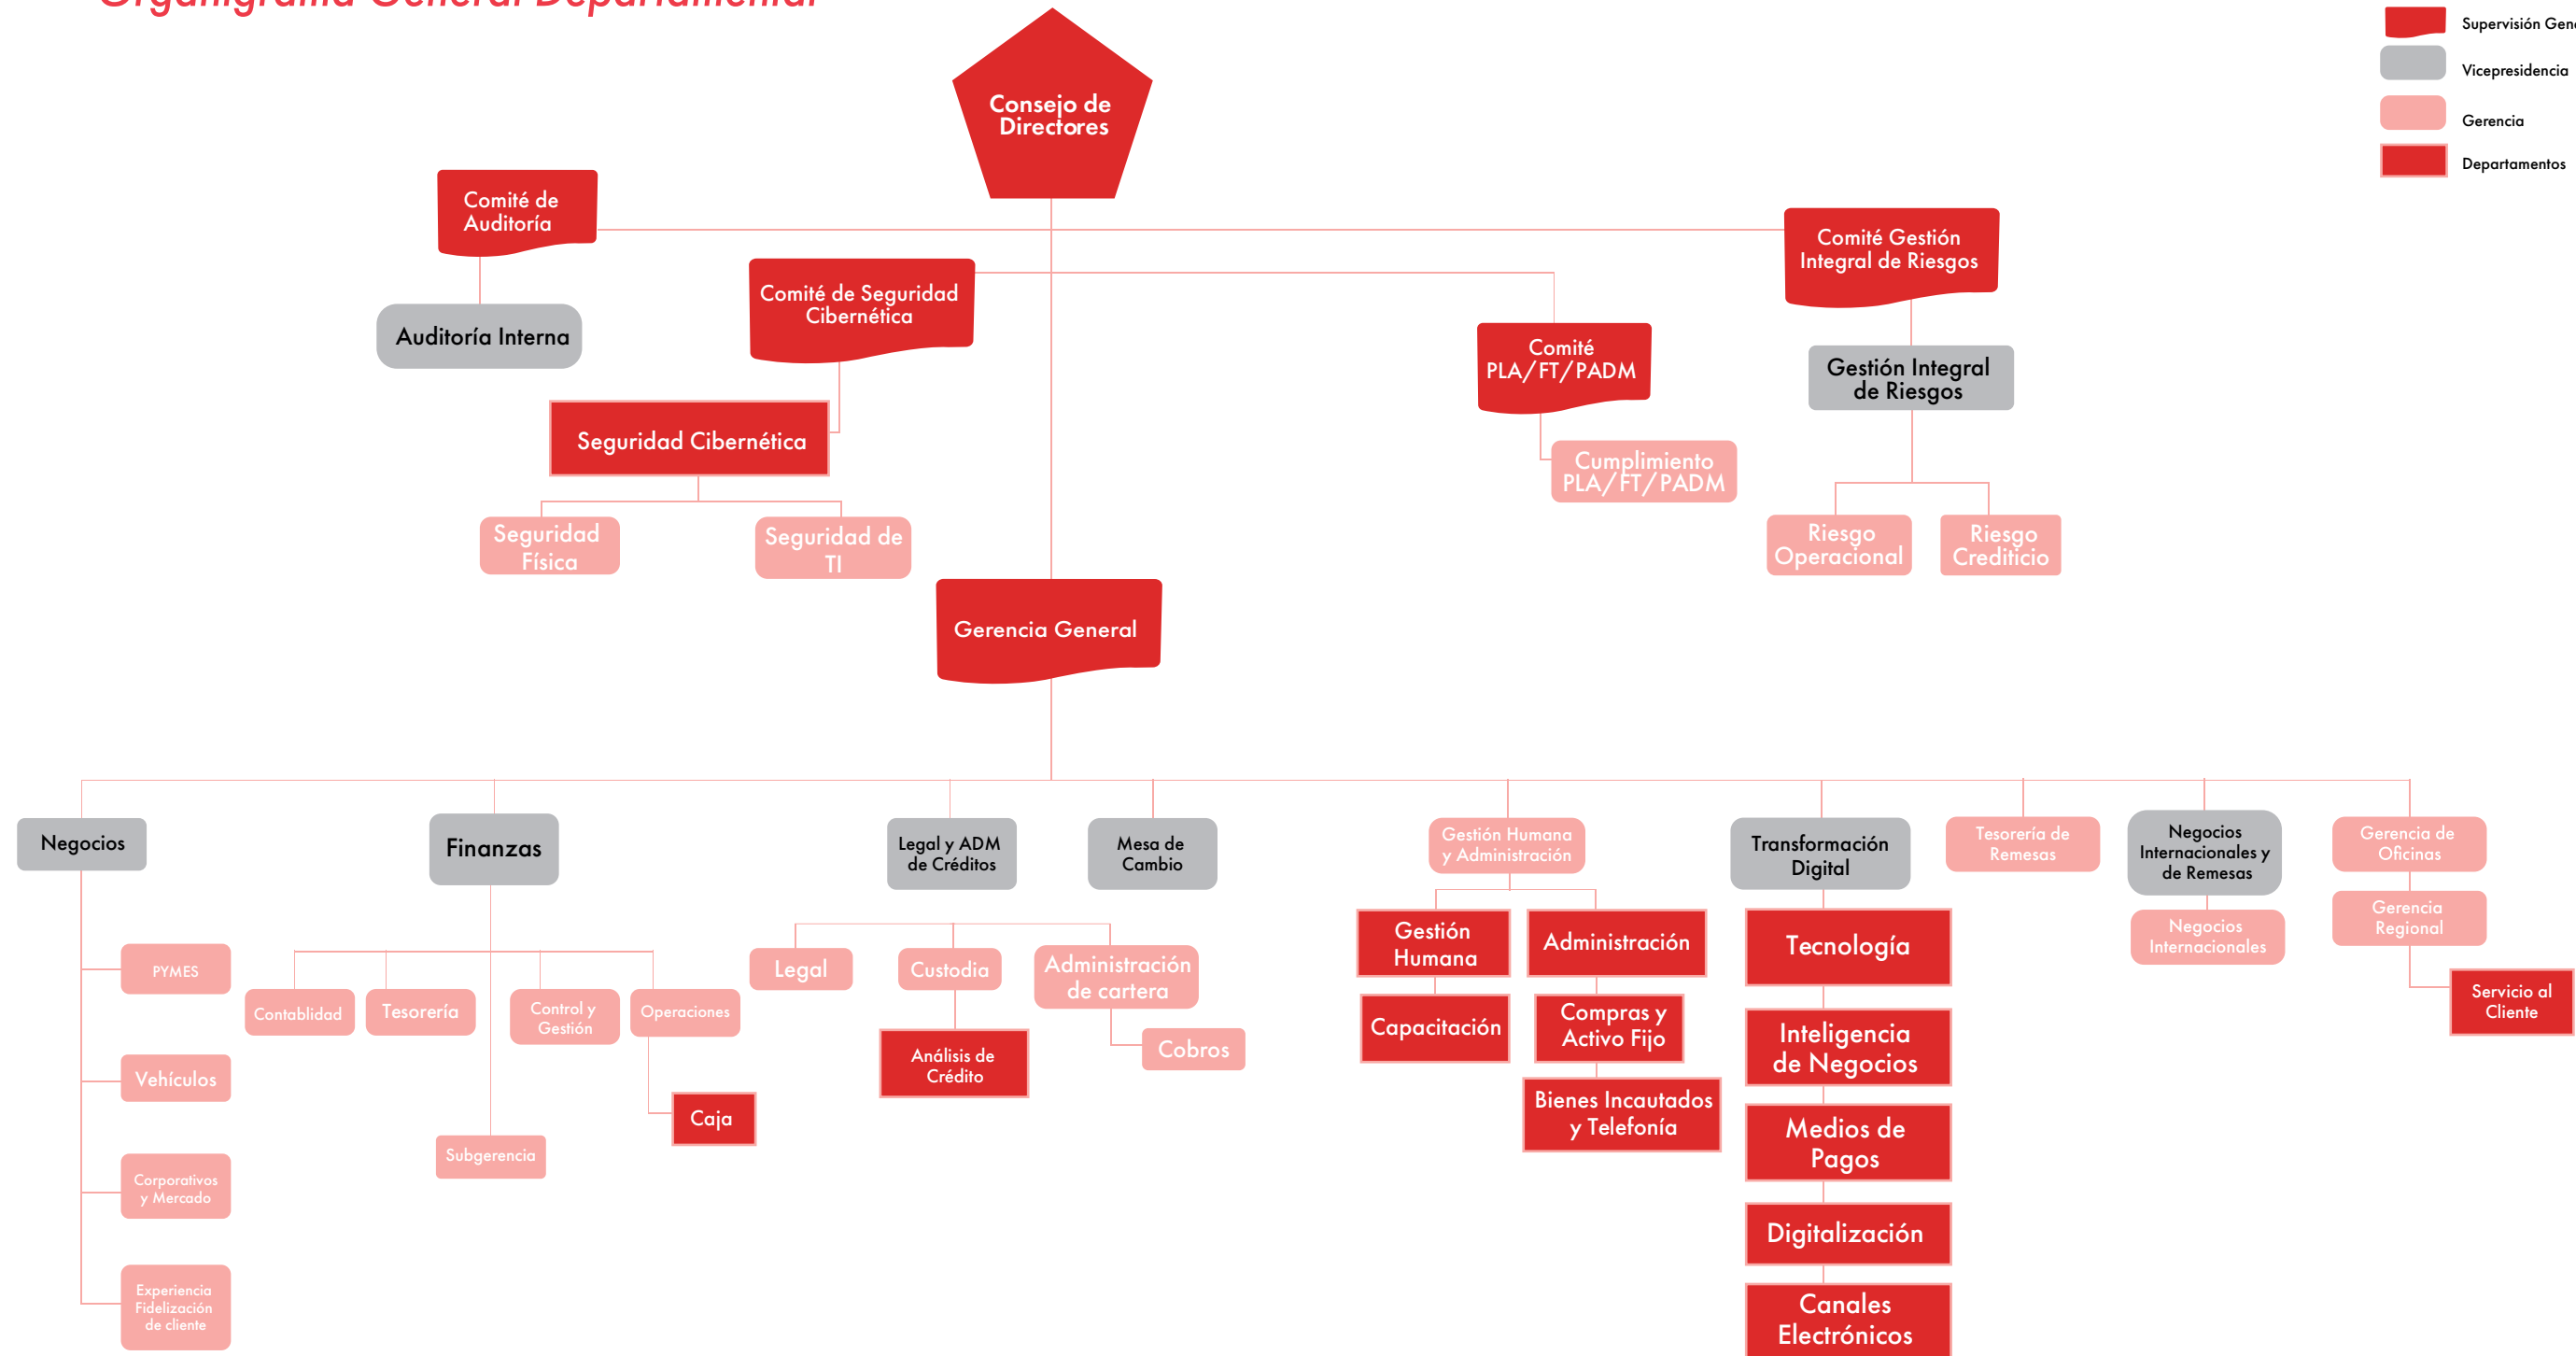 Organigrama General Departamental
Supervisión Gen
Vicepresidencia
Gerencia
Departamentos
Consejo de
Directores
Comité de
Auditoría
Auditoría Interna
Comité de Seguridad
Cibernética
Seguridad Cibernética
Seguridad
Física
Seguridad de
TI
Comité
PLA/FT/PADM
Cumplimiento
PLA/FT/PADM
Comité Gestión
Integral de Riesgos
Gestión Integral
de Riesgos
Riesgo
Operacional
Riesgo
Crediticio
Gerencia General
Negocios
PYMES
Vehículos
Corporativos
y Mercado
Experiencia
Fidelización
de cliente
Finanzas
Contablidad
Tesorería
Control y
Gestión
Operaciones
Caja
Subgerencia
Legal y ADM
de Créditos
Legal
Custodia
Análisis de
Crédito
Administración
de cartera
Cobros
Mesa de
Cambio
Gestión Humana
y Administración
Gestión
Humana
Capacitación
Administración
Compras y
Activo Fijo
Bienes Incautados
y Telefonía
Transformación
Digital
Tecnología
Inteligencia
de Negocios
Medios de
Pagos
Digitalización
Canales
Electrónicos
Tesorería de
Remesas
Negocios
Internacionales y
de Remesas
Negocios
Internacionales
Gerencia de
Oficinas
Gerencia
Regional
Servicio al
Cliente